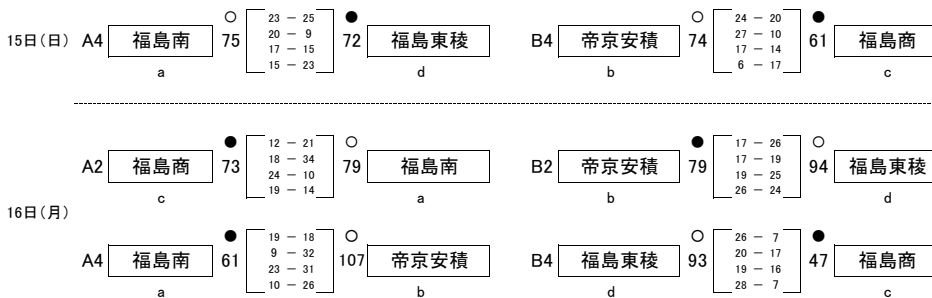 ○ 23 － 25 ● ○ 24 － 20 ●
15日(日) A4 福島南 75 20 － 9 72 福島東稜 B4 帝京安積 74 27 － 10 61 福島商
17 － 15 17 － 14
15 － 23 6 － 17
a d b c
● 12 － 21 ○ ● 17 － 26 ○
A2 福島商 73 18 － 34 79 福島南 B2 帝京安積 79 17 － 19 94 福島東稜
24 － 10 19 － 25
19 － 14 26 － 24
c a b d
16日(月)
● 19 － 18 ○ ○ 26 － 7 ●
A4 福島南 61 9 － 32 107 帝京安積 B4 福島東稜 93 20 － 17 47 福島商
23 － 31 19 － 16
10 － 26 28 － 7
a b d c